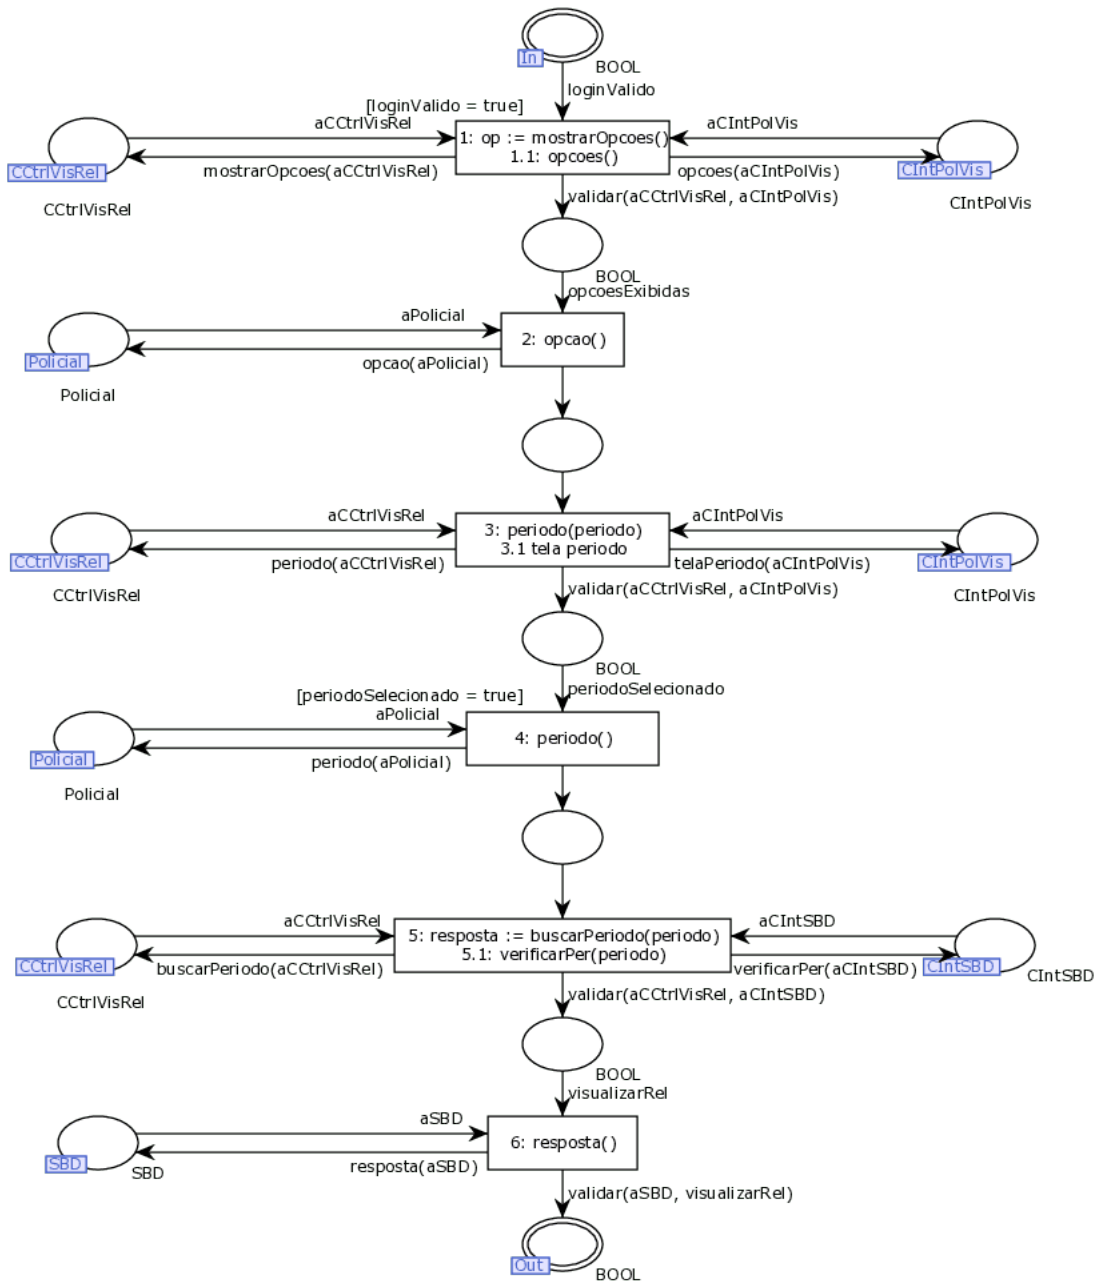 In
BOOL
loginValido
[loginValido = true]
aCCtrlVisRel
1: op := mostrarOpcoes()
1.1: opcoes()
aCIntPolVis
CCtrlVisRel
mostrarOpcoes(aCCtrlVisRel)
opcoes(aCIntPolVis)
CIntPolVis
CCtrlVisRel
validar(aCCtrlVisRel, aCIntPolVis)
CIntPolVis
BOOL
opcoesExibidas
aPolicial
2: opcao()
Policial
opcao(aPolicial)
Policial
aCCtrlVisRel
3: periodo(periodo)
3.1 tela periodo
aCIntPolVis
CCtrlVisRel
periodo(aCCtrlVisRel)
telaPeriodo(aCIntPolVis)
CIntPolVis
CCtrlVisRel
validar(aCCtrlVisRel, aCIntPolVis)
CIntPolVis
BOOL
periodoSelecionado
[periodoSelecionado = true]
aPolicial
4: periodo()
Policial
periodo(aPolicial)
Policial
aCCtrlVisRel
5: resposta := buscarPeriodo(periodo)
5.1: verificarPer(periodo)
aCIntSBD
CCtrlVisRel
buscarPeriodo(aCCtrlVisRel)
verificarPer(aCIntSBD)
CIntSBD
CIntSBD
CCtrlVisRel
validar(aCCtrlVisRel, aCIntSBD)
BOOL
visualizarRel
aSBD
6: resposta()
SBD
SBD
resposta(aSBD)
validar(aSBD, visualizarRel)
Out
BOOL